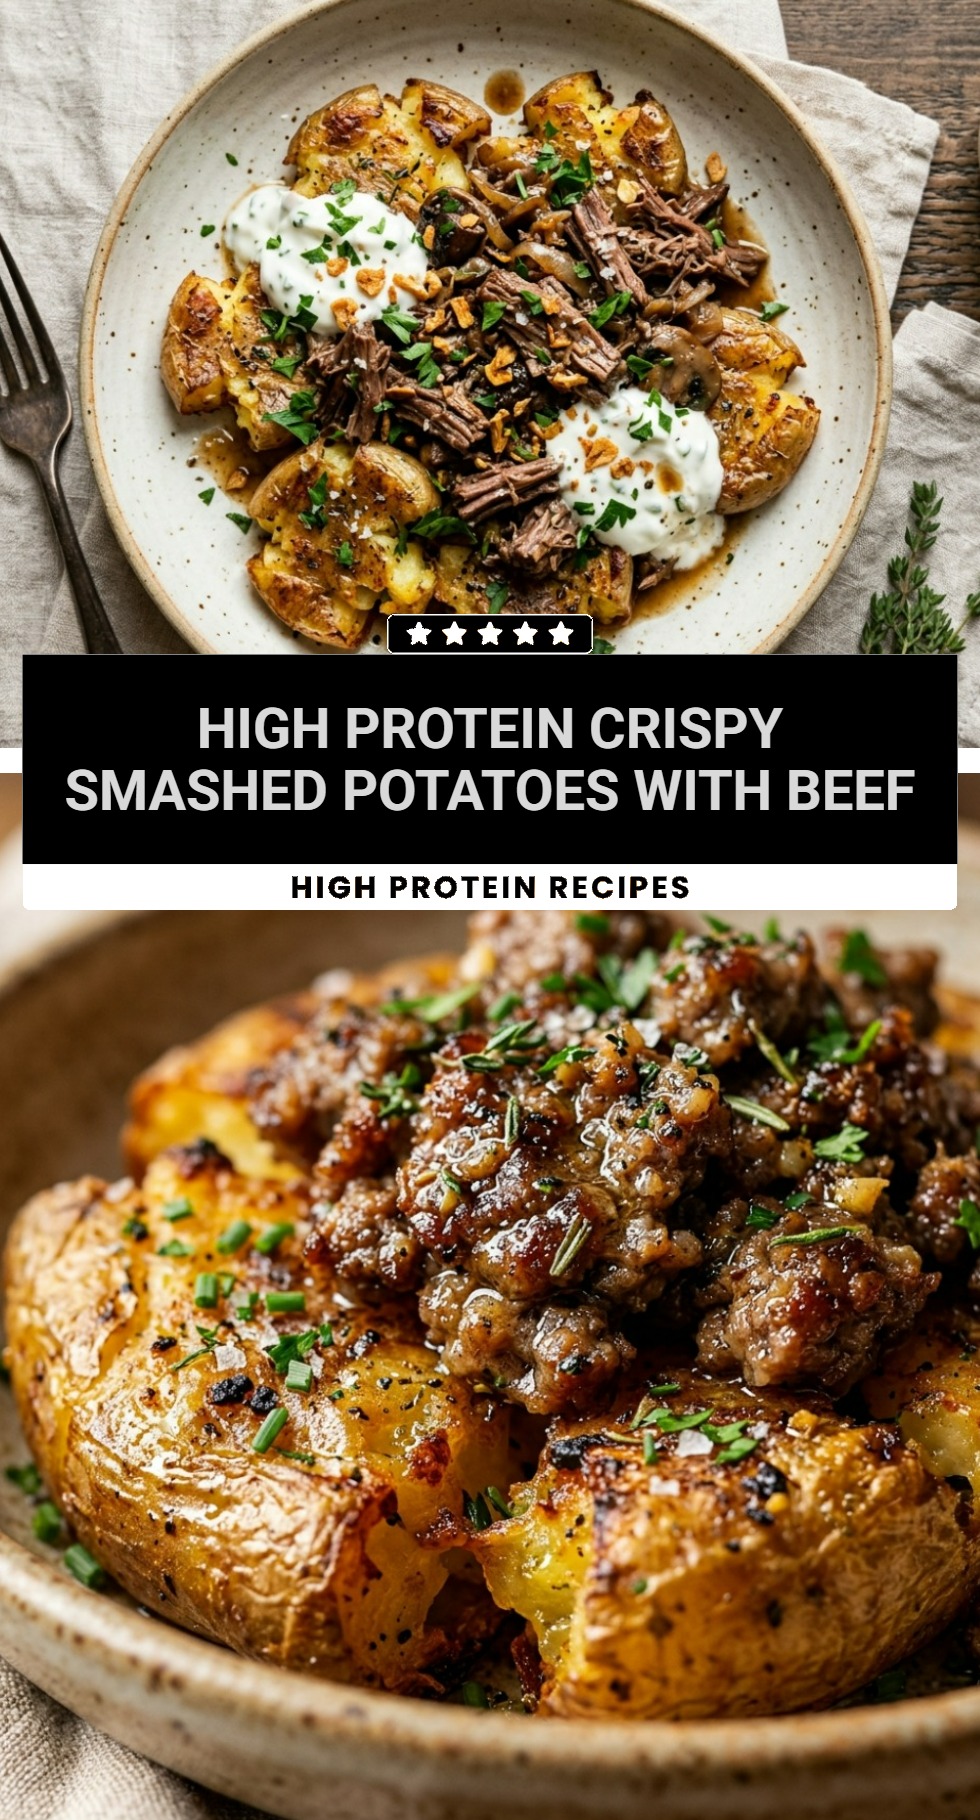 HIGH PROTEIN CRISPY
SMASHED POTATOES WITH BEEF
HIGH PROTEIN RECIPES